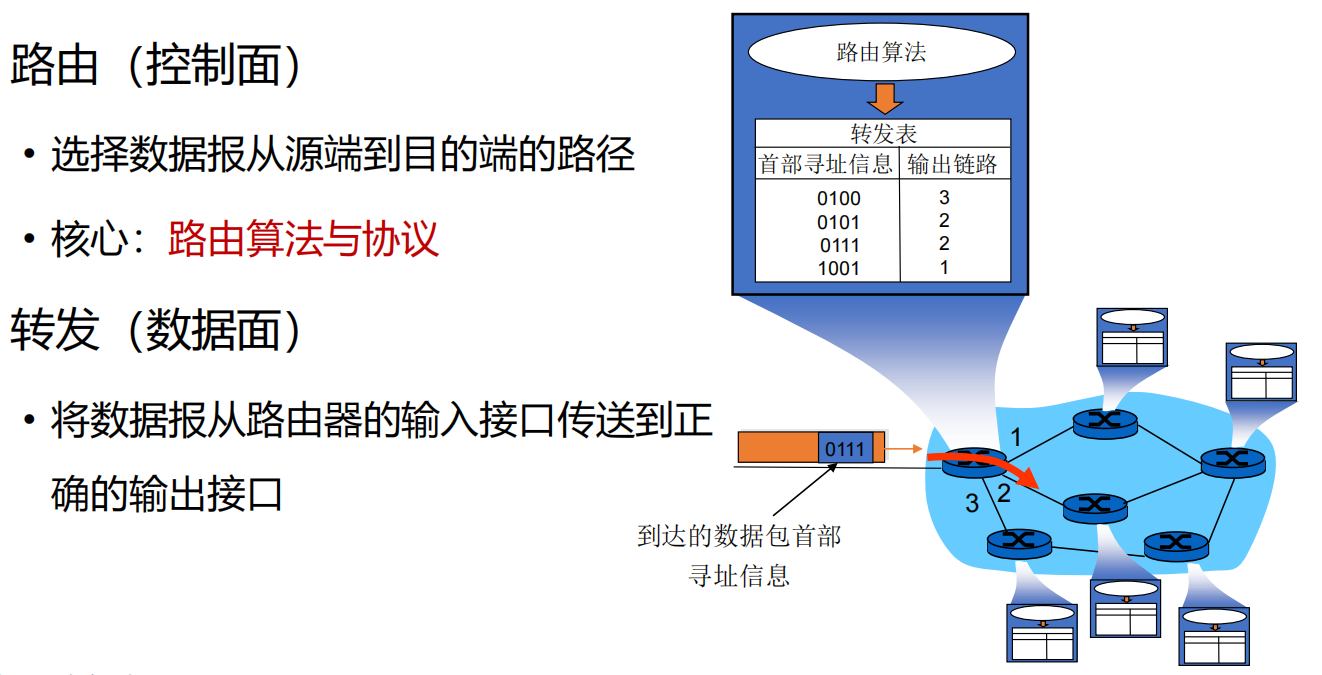 路由（控制面）
• 选择数据报从源端到目的端的路径
• 核心：路由算法与协议
转发（数据面）
• 将数据报从路由器的输入接口传送到正
确的输出接口
路由算法
转发表
首部寻址信息 输出链路
0100 3
0101 2
0111 2
1001 1
0111
1
2
3
到达的数据包首部
寻址信息